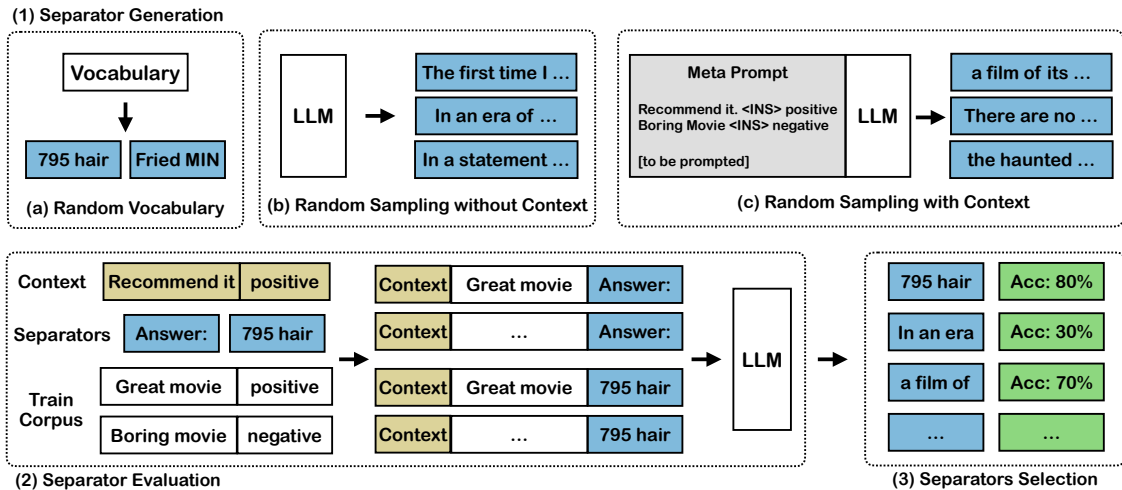 (1) Separator Generation
Vocabulary
795 hair
Fried MIN
(a) Random Vocabulary
LLM
The first time I ...
In an era of ...
In a statement ...
(b) Random Sampling without Context
Meta Prompt
Recommend it. <INS> positive
Boring Movie <INS> negative
[to be prompted]
LLM
a film of its ...
There are no ...
the haunted ...
(c) Random Sampling with Context
Context
Recommend it
positive
Separators
Answer:
795 hair
Train
Corpus
Great movie
positive
Boring movie
negative
Context
Great movie
Answer:
Context
...
Answer:
Context
Great movie
795 hair
Context
...
795 hair
LLM
(2) Separator Evaluation
795 hair
Acc: 80%
In an era
Acc: 30%
a film of
Acc: 70%
...
...
(3) Separators Selection